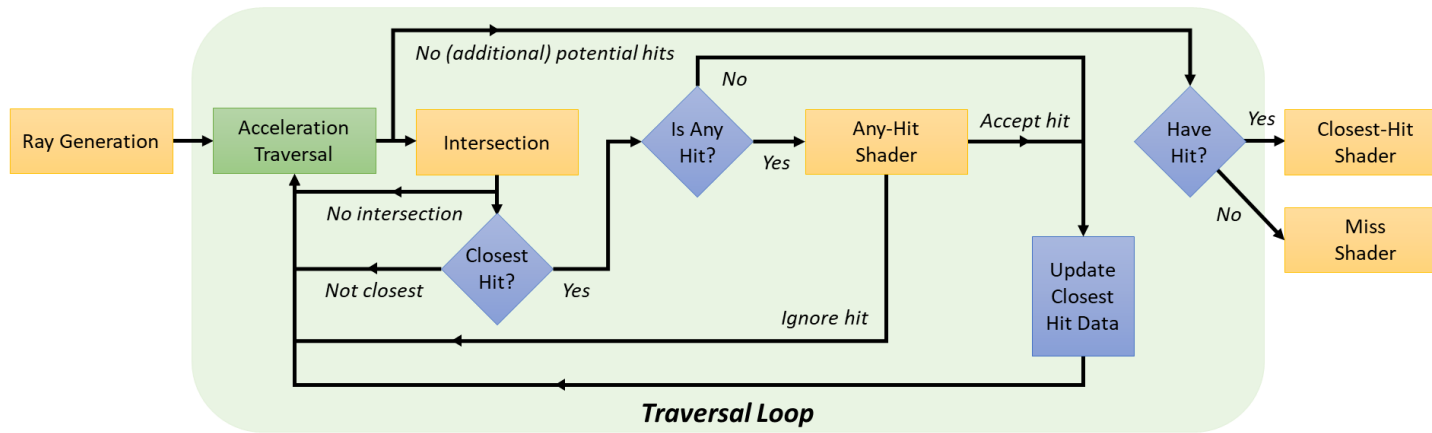 No (additional) potential hits
Ray Generation
Acceleration
Traversal
Intersection
No intersection
Closest
Hit?
Not closest
Yes
Is Any
Hit?
No
Yes
Any-Hit
Shader
Accept hit
Ignore hit
Update
Closest
Hit Data
Have
Hit?
Yes
No
Closest-Hit
Shader
Miss
Shader
Traversal Loop